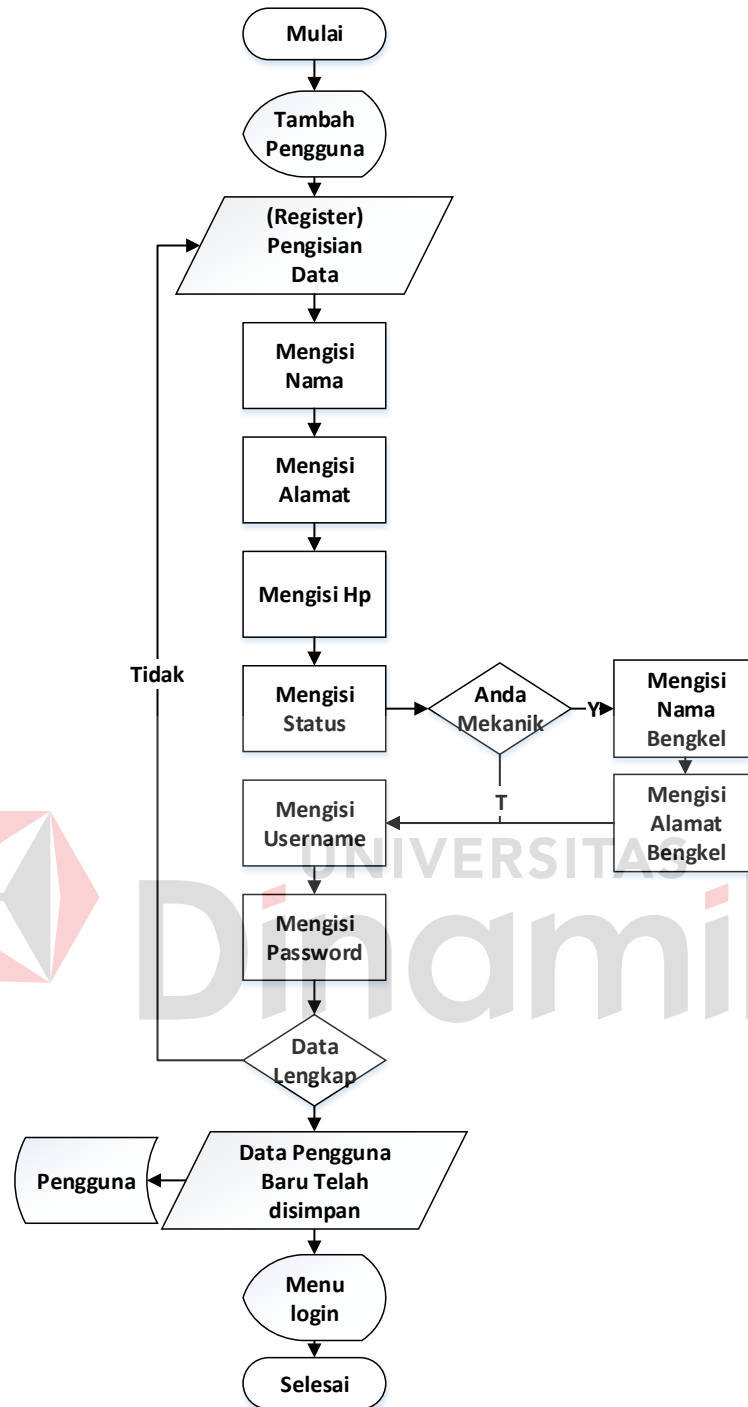 Mulai
Tambah
Pengguna
(Register)
Pengisian
Data
Mengisi
Nama
Mengisi
Alamat
Mengisi Hp
Tidak
Mengisi
Status
Anda
Mekanik
Y
Mengisi
Nama
Bengkel
T
Mengisi
Alamat
Bengkel
Mengisi
Username
UNIVERSITAS
Dinami
Mengisi
Password
Data
Lengkap
Pengguna
Data Pengguna
Baru Telah
disimpan
Menu
login
Selesai